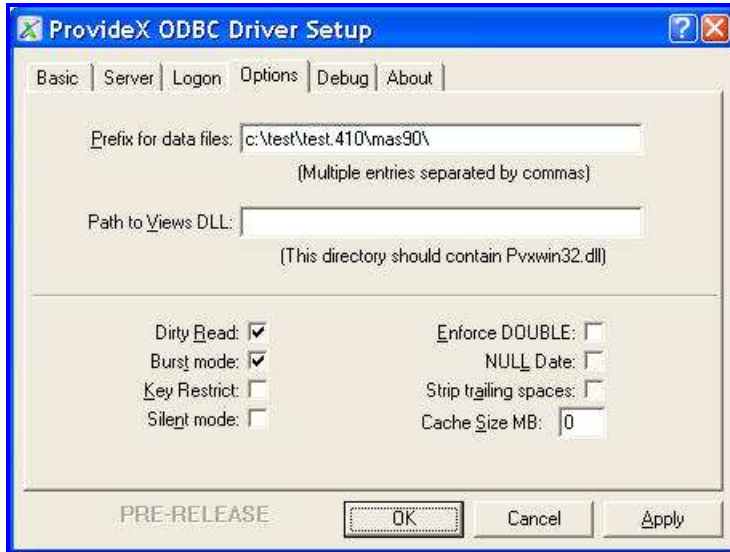 ProvideX ODBC Driver Setup
Basic Server Logon Options Debug About
Prefix for data files: c:\test\test.410\mas90\
(Multiple entries separated by commas)
Path to Views DLL:
(This directory should contain Pvxwin32.dll)
Dirty Read: Enforce DOUBLE:
Burst mode: NULL Date:
Key Restrict: Strip trailing spaces:
Silent mode: Cache Size MB: 0
PRE-RELEASE OK Cancel Apply